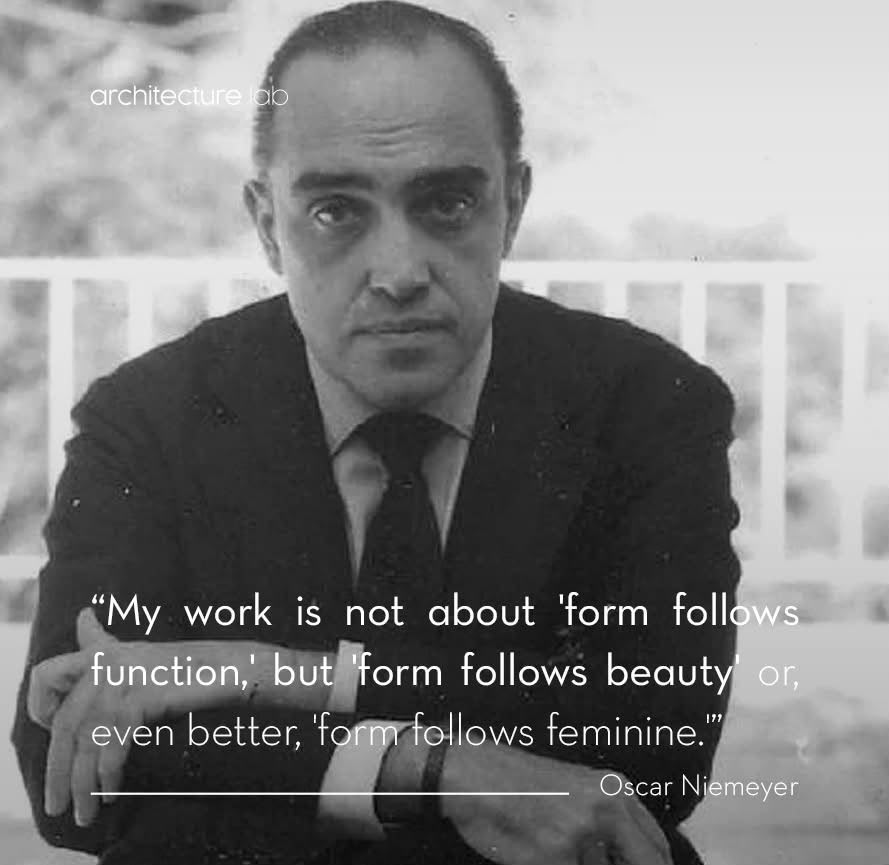 architecture lab
“My work is not about 'form follows
function,' but 'form follows beauty' or,
even better, 'form follows feminine.'”
Oscar Niemeyer